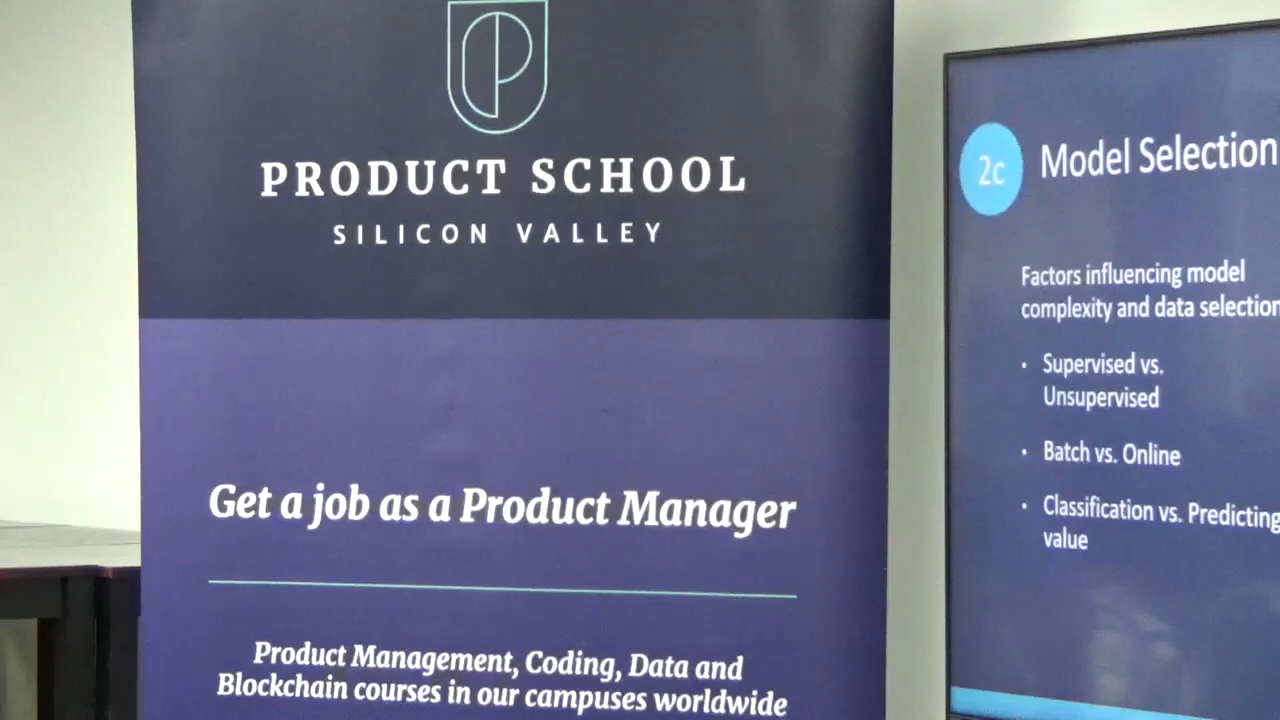 PRODUCT SCHOOL
SILICON VALLEY
Get a job as a Product Manager
Product Management, Coding, Data and
Blockchain courses in our campuses worldwide
2c
Model Selection
Factors influencing model
complexity and data selection
• Supervised vs.
Unsupervised
• Batch vs. Online
• Classification vs. Predicting
value